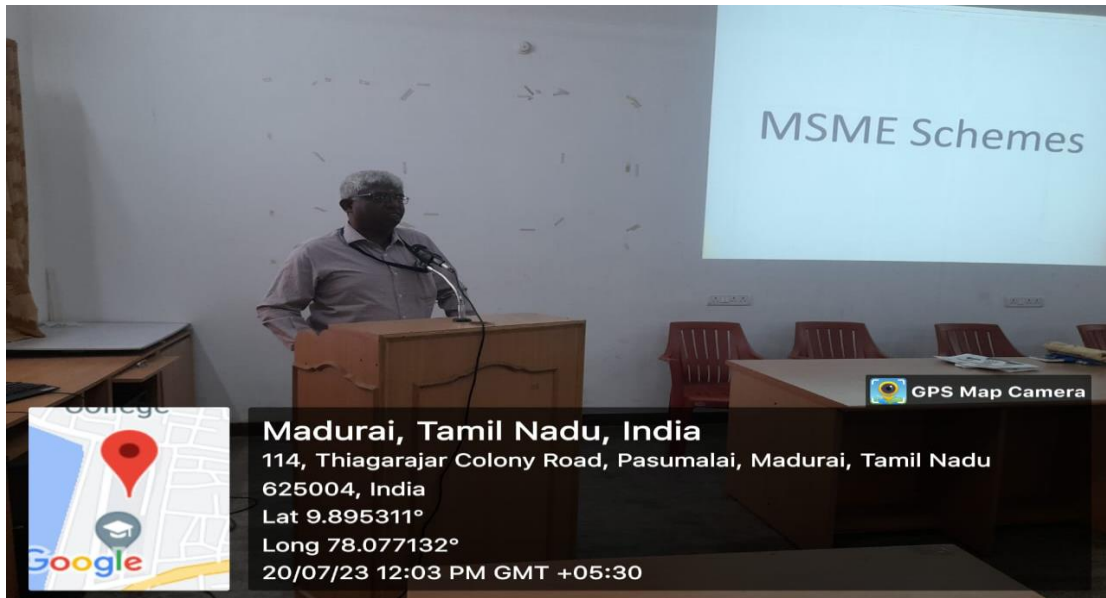 MSME Schemes
GPS Map Camera
College
Google
Madurai, Tamil Nadu, India
114, Thiagarajar Colony Road, Pasumalai, Madurai, Tamil Nadu
625004, India
Lat 9.895311°
Long 78.077132°
20/07/23 12:03 PM GMT +05:30